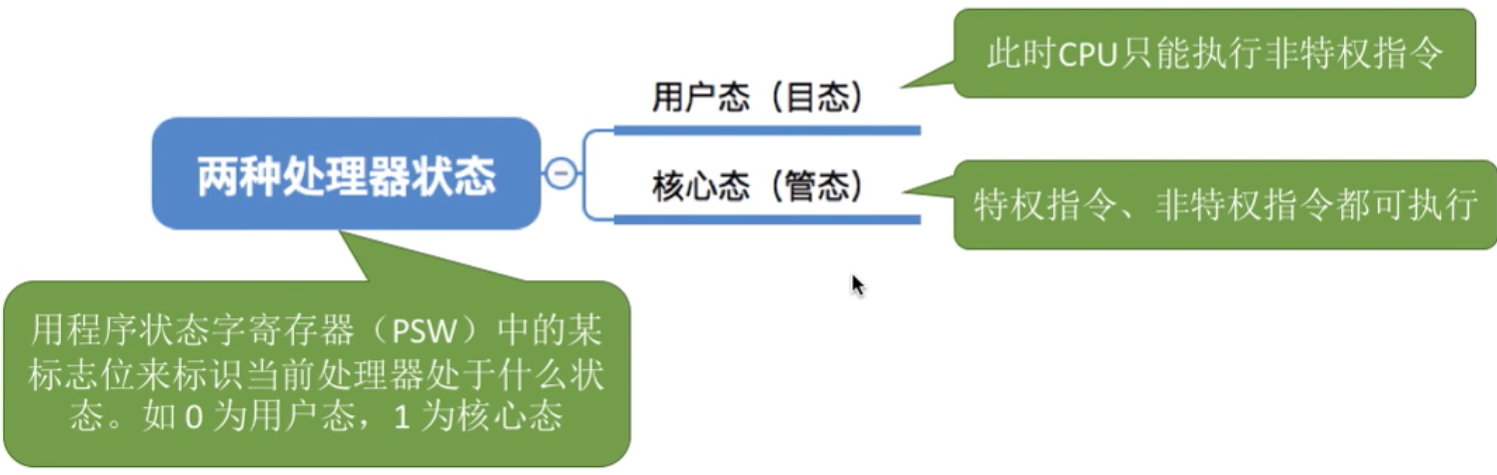 此时CPU只能执行非特权指令
用户态（目态）
两种处理器状态
核心态（管态）
特权指令、非特权指令都可执行
用程序状态字寄存器（PSW）中的某
标志位来标识当前处理器处于什么状
态。如 0 为用户态，1 为核心态